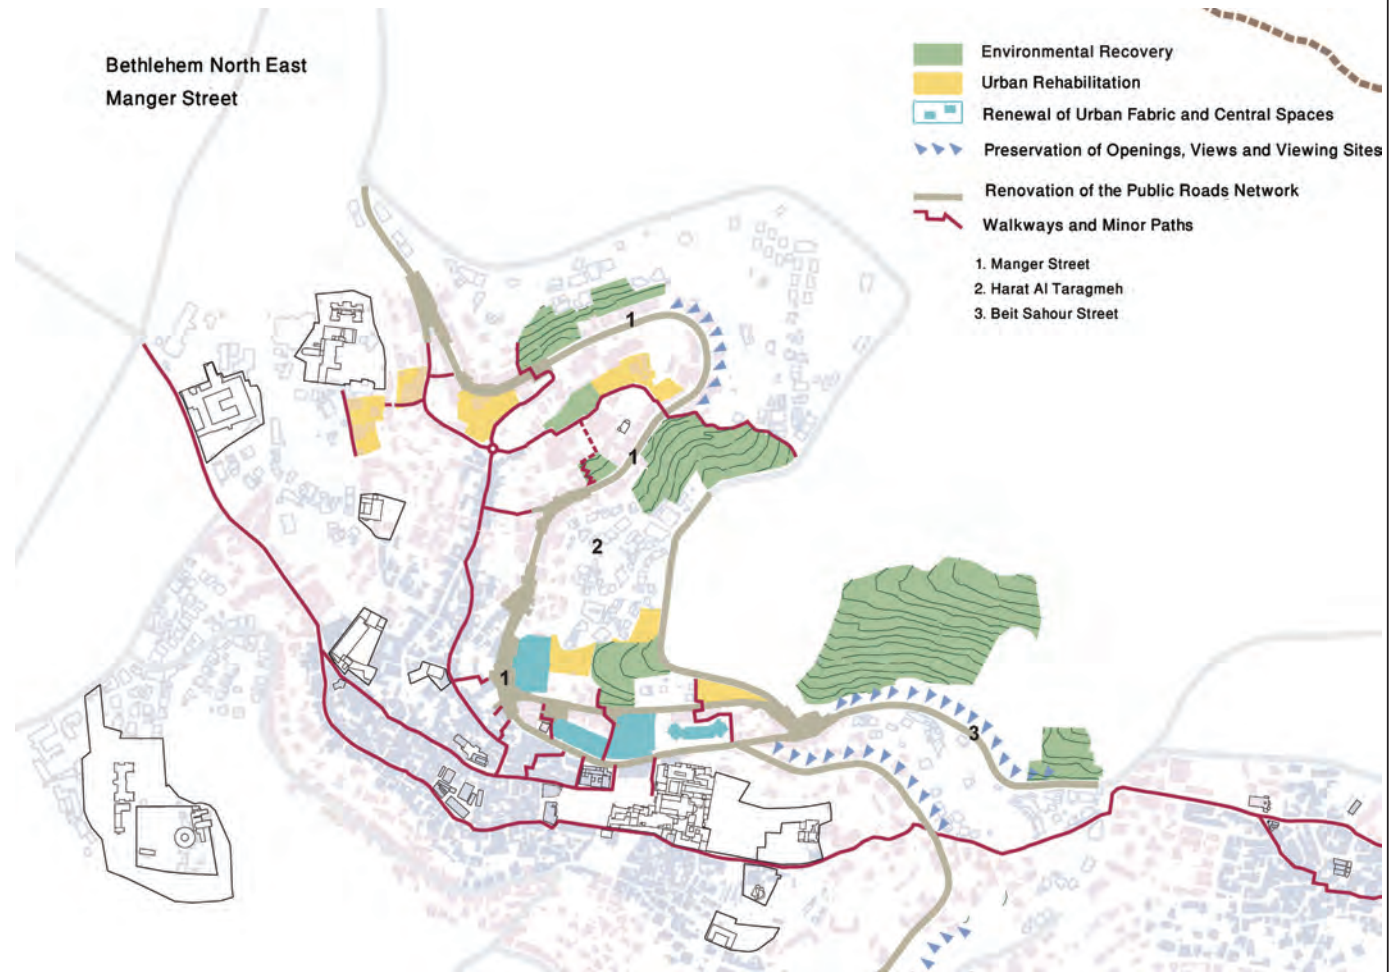 Bethlehem North East
Manger Street
Environmental Recovery
Urban Rehabilitation
Renewal of Urban Fabric and Central Spaces
Preservation of Openings, Views and Viewing Sites
Renovation of the Public Roads Network
Walkways and Minor Paths
1. Manger Street
2. Harat Al Taragmeh
3. Beit Sahour Street
1
1
2
1
3